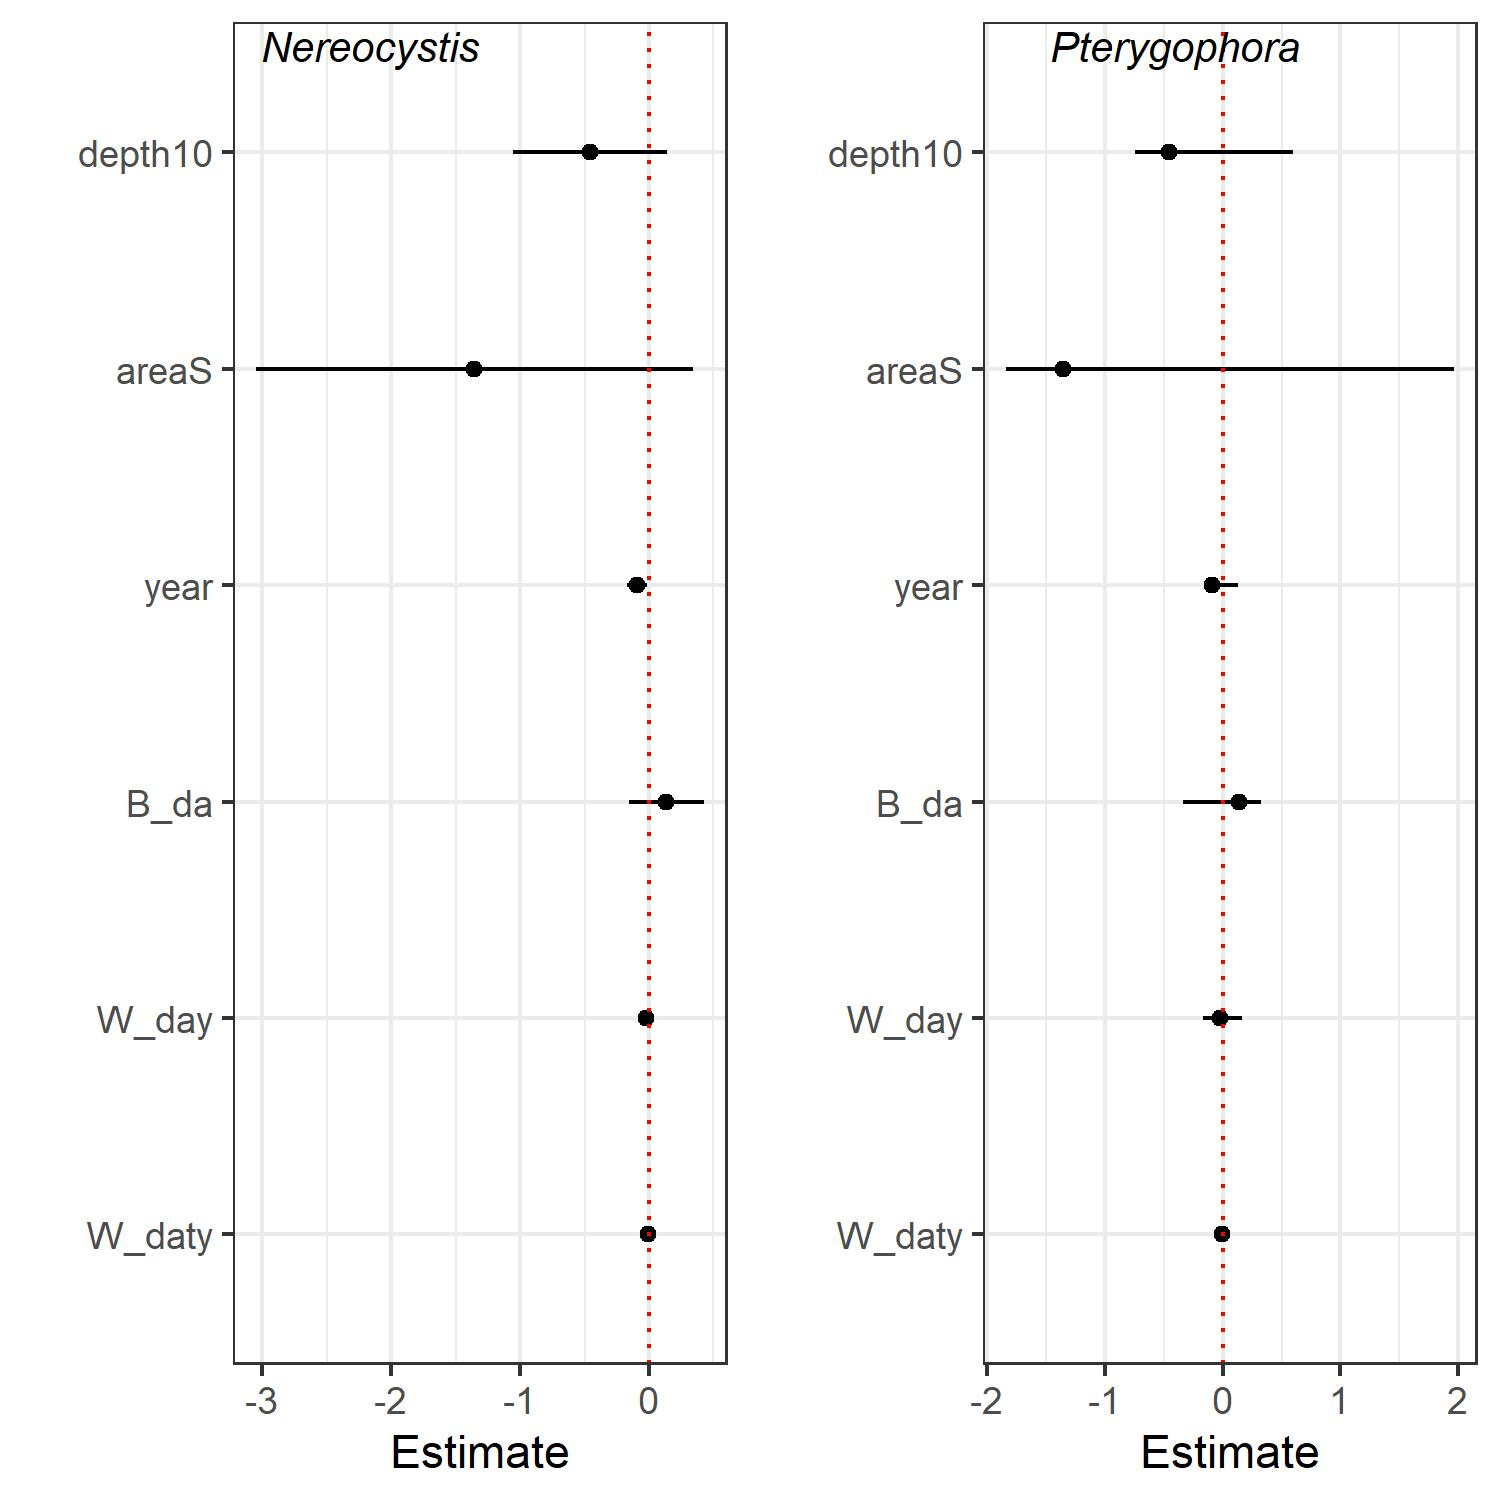 Nereocystis
depth10
areaS
year
B_da
W_day
W_daty
-3 -2 -1 0
Estimate
Pterygophora
depth10
areaS
year
B_da
W_day
W_daty
-2 -1 0 1 2
Estimate